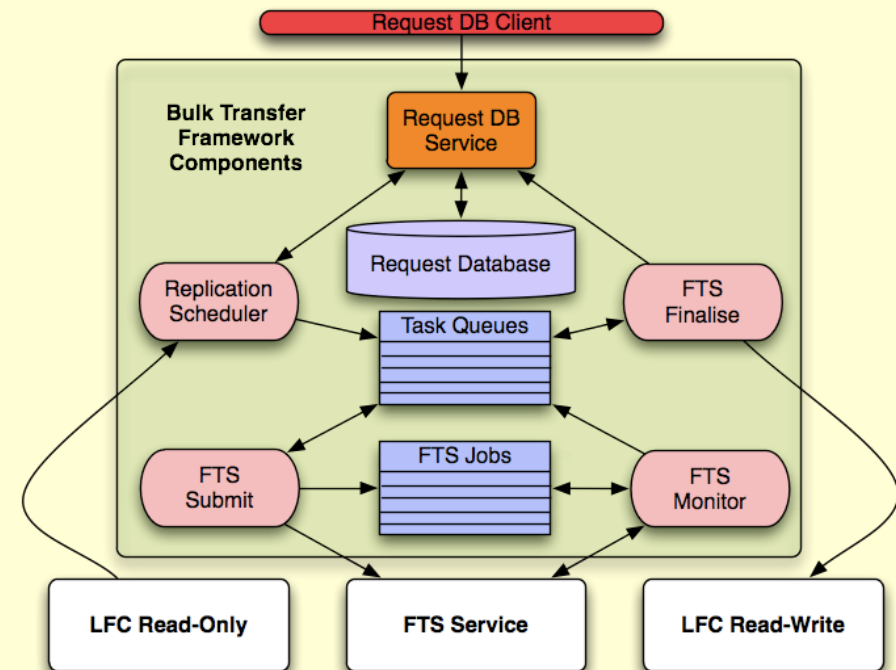 Request DB Client
Bulk Transfer
Framework
Components
Request DB
Service
Request Database
Replication
Scheduler
Task Queues
FTS
Finalise
FTS
Submit
FTS Jobs
FTS
Monitor
LFC Read-Only
FTS Service
LFC Read-Write